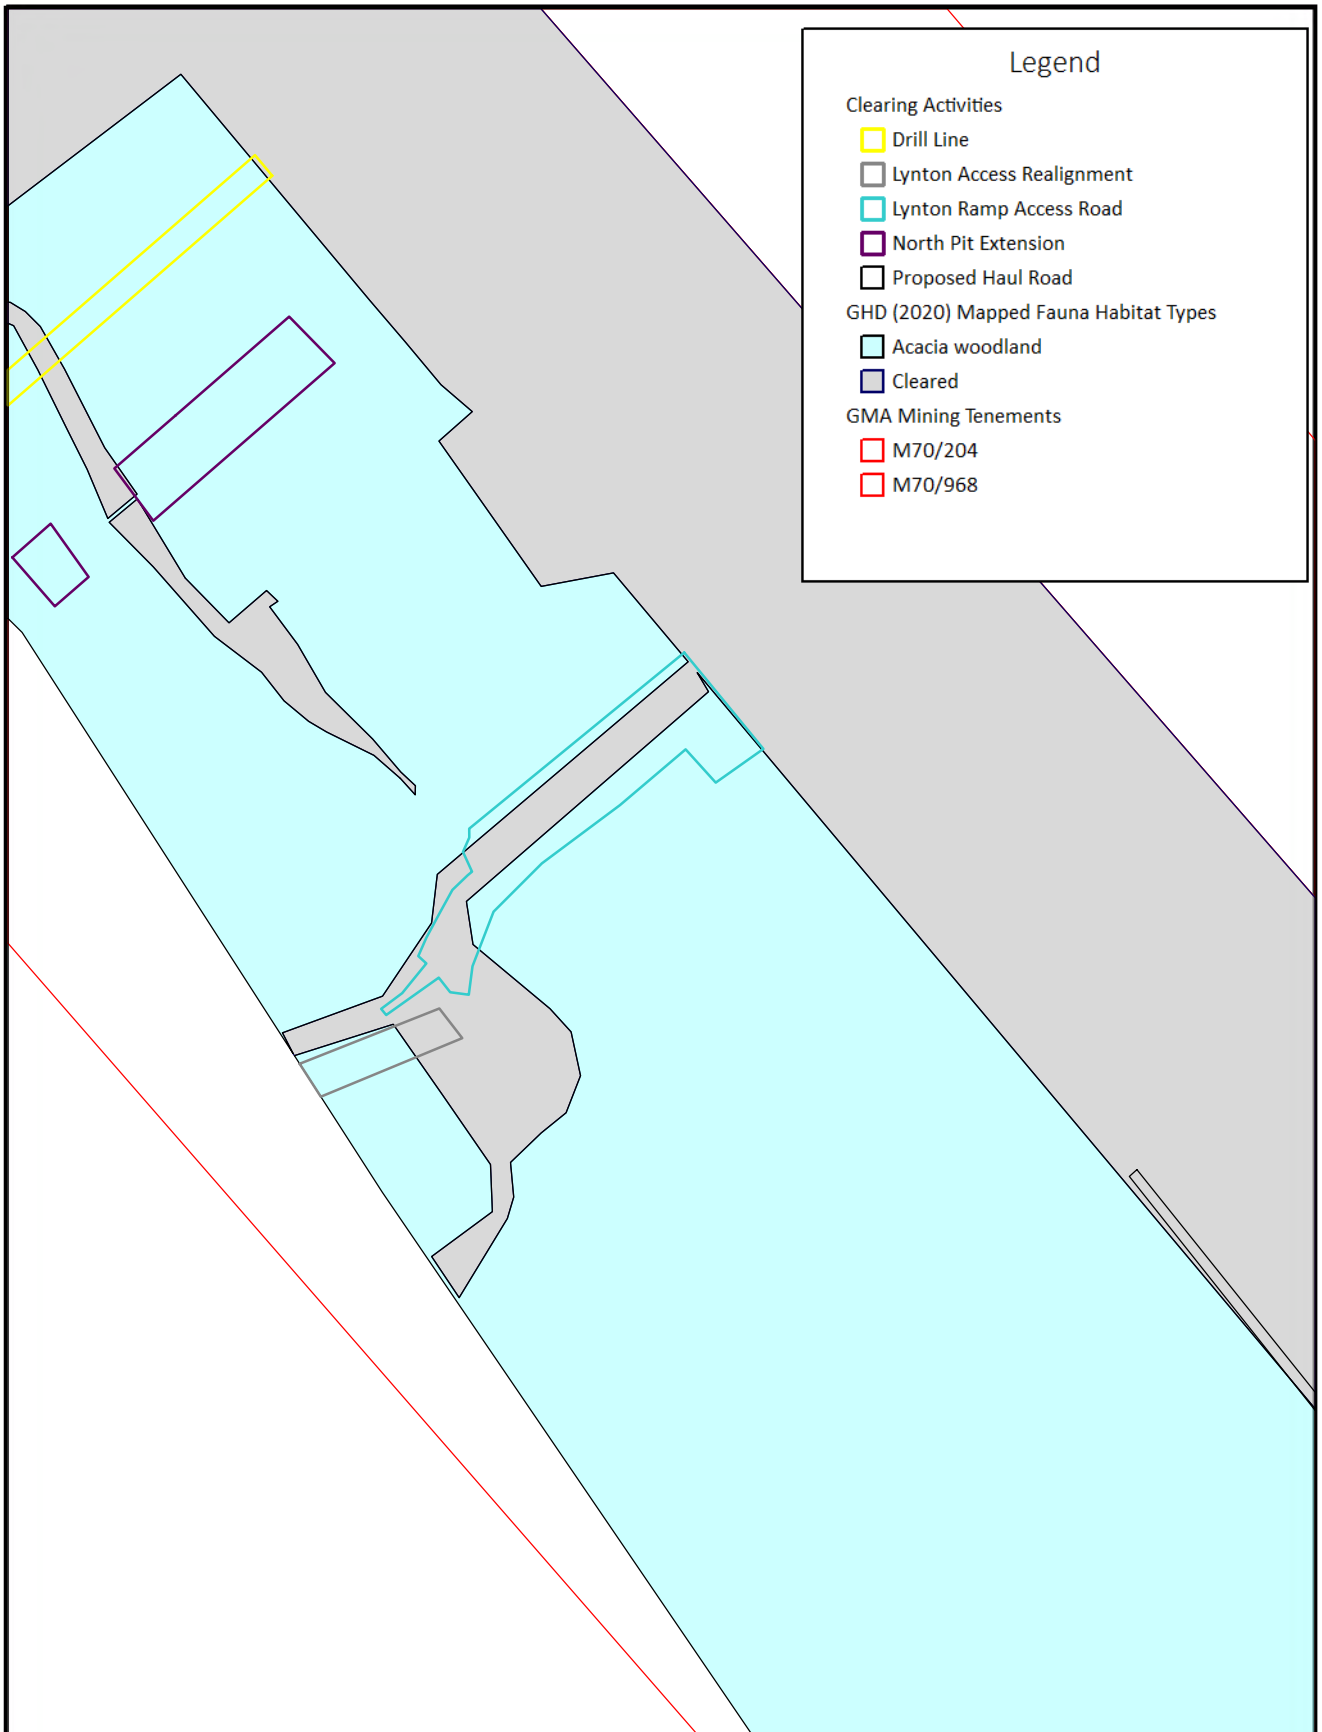 Legend
Clearing Activities
Drill Line
Lynton Access Realignment
Lynton Ramp Access Road
North Pit Extension
Proposed Haul Road
GHD (2020) Mapped Fauna Habitat Types
Acacia woodland
Cleared
GMA Mining Tenements
M70/204
M70/968